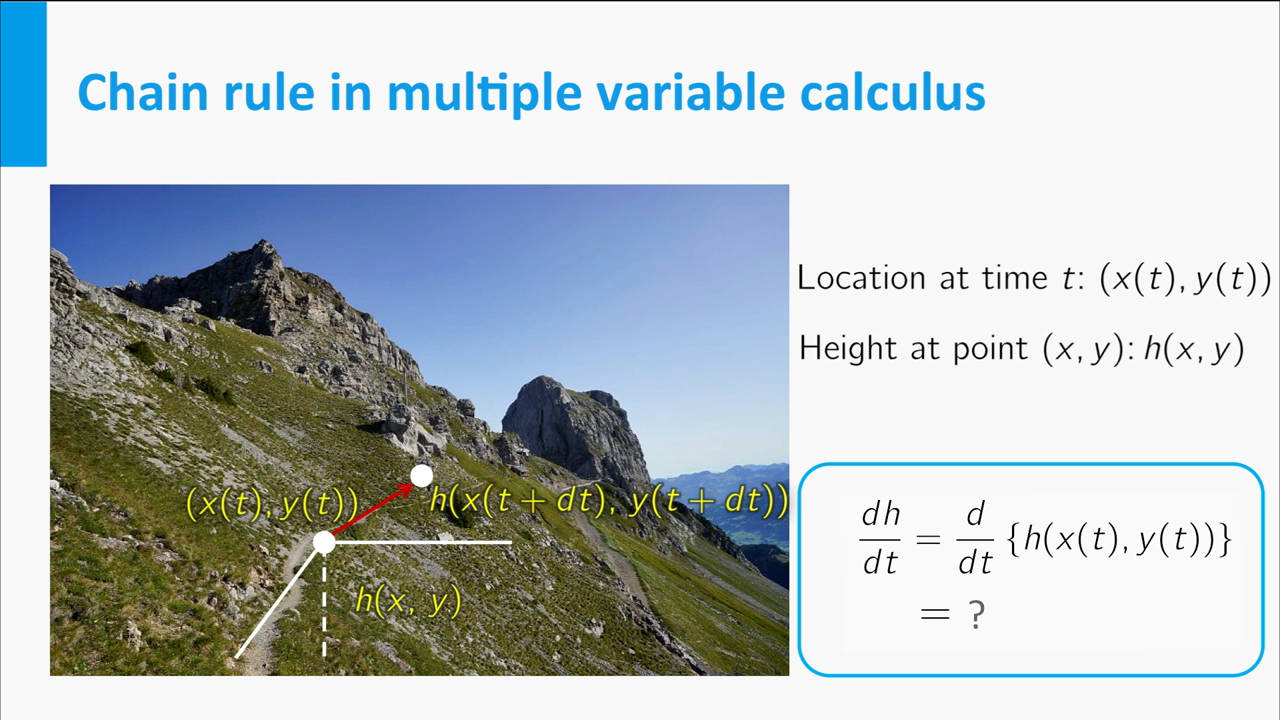 Chain rule in multiple variable calculus
Location at time t: (x(t), y(t))
Height at point (x, y): h(x, y)
(x(t), y(t))
h(x(t + dt), y(t + dt))
h(x, y)
dh/dt = d/dt {h(x(t), y(t))}
= ?